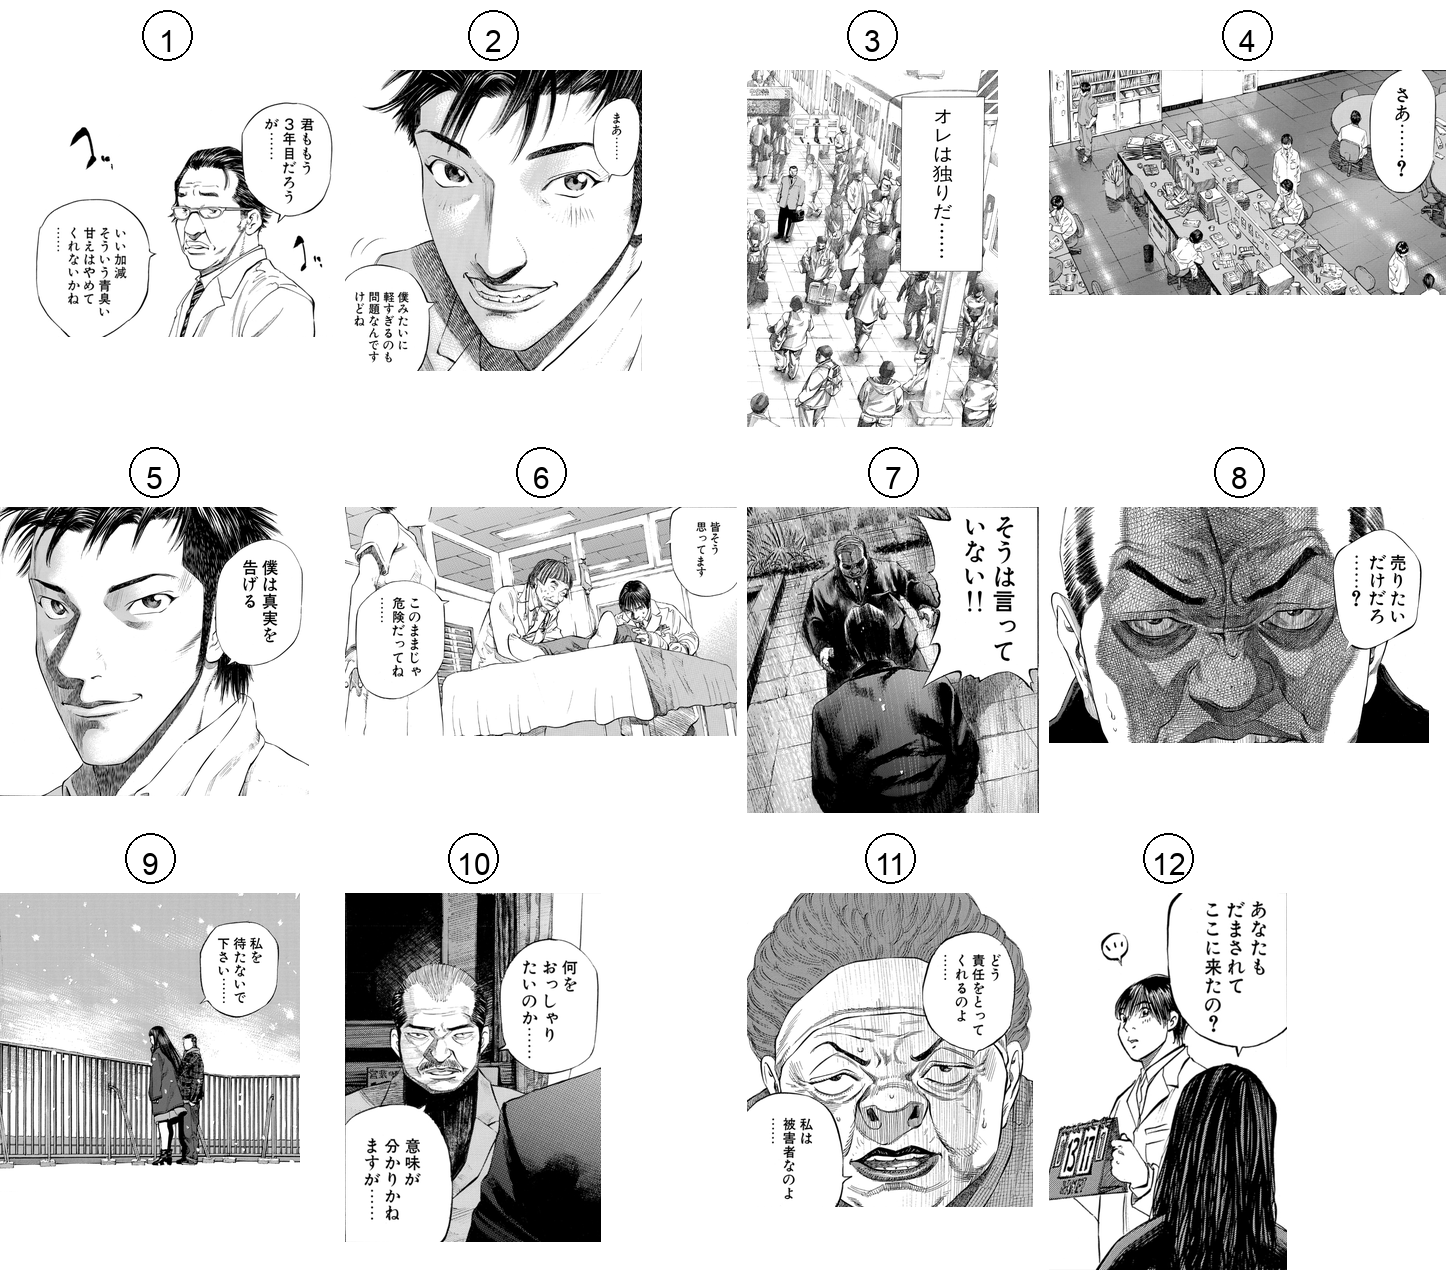 1
君ももう
3年目だろう
が……
いい加減
そういう青臭い
甘えはやめて
くれないかね
……
2
まあ……
僕みたいに
軽すぎるのも
問題なんです
けどね
3
オレは独りだ……
4
さあ……？
5
僕は真実を
告げる
6
皆そう
思ってます
このままじゃ
危険だってね
……
7
そうは言って
いない!!
8
売りたい
だけだろ
……？
9
私を
待たないで
下さい……
10
何を
おっしゃり
たいのか……
意味が
分かりかね
ますが……
11
どう
責任をとって
くれるのよ
……
私は
被害者なのよ
……
12
あなたも
だまされて
ここに来たの？
13 17